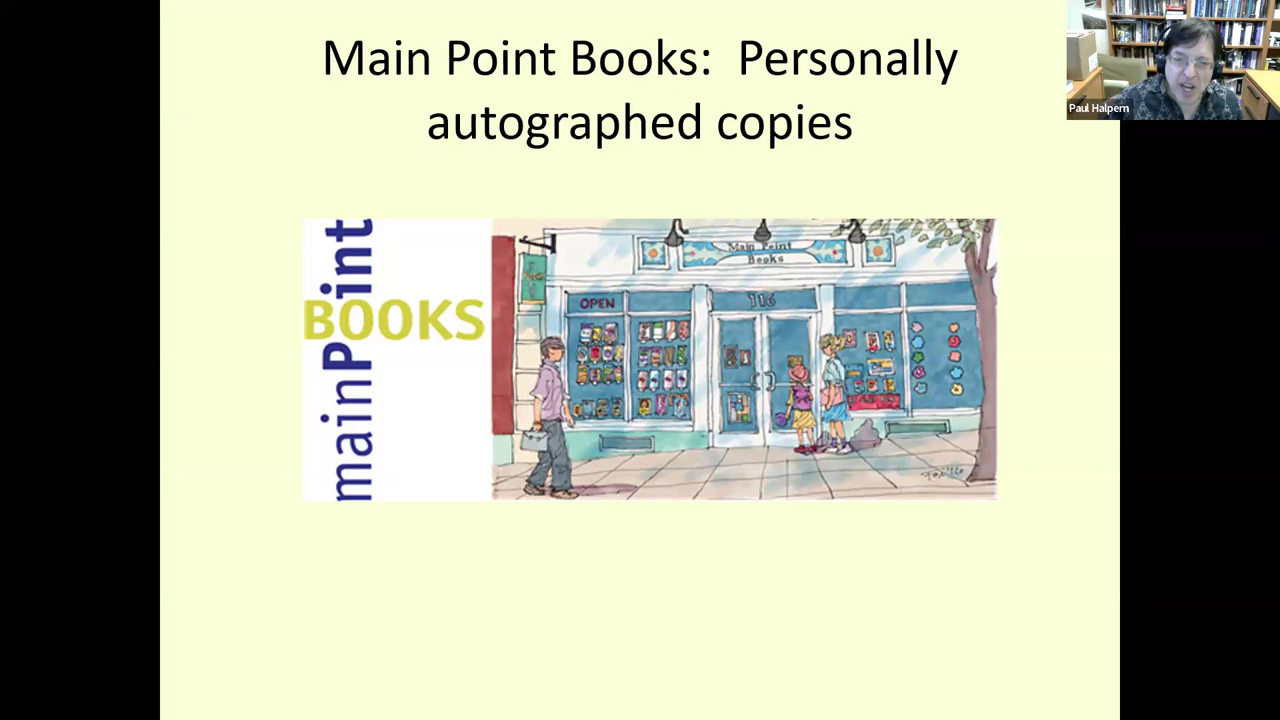 Main Point Books:  Personally
autographed copies
Paul Halpern
mainPoint
BOOKS
Main Point
Books
OPEN
116